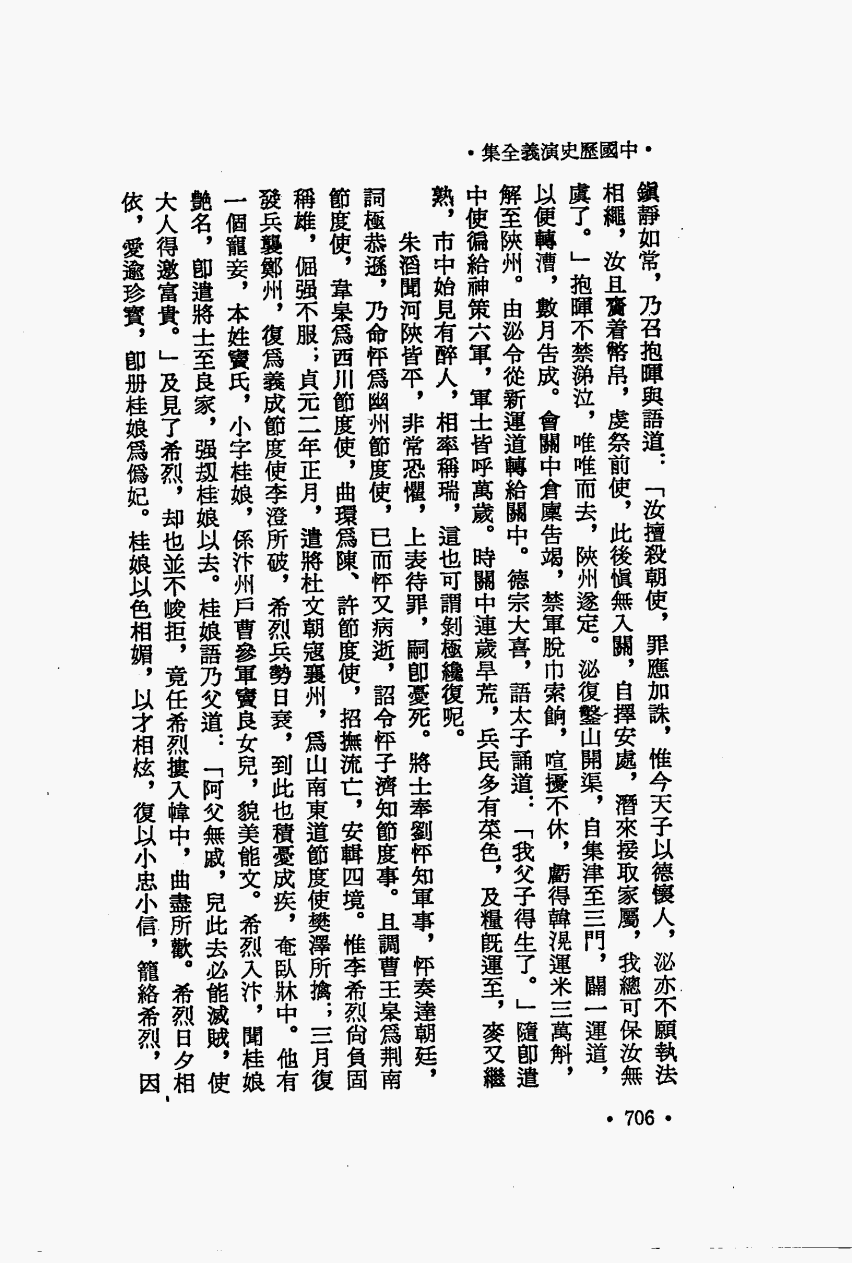 •中國歷史演義全集•
鎭靜如常，乃召抱暉與語道：「汝擅殺朝使，罪應加誅，惟今天子以德懷人，泌亦不願執法
相繩，汝且賫着幣帛，虔祭前使，此後愼無入關，自擇安處，潛來接取家屬，我總可保汝無
虞了。」抱暉不禁涕泣，唯唯而去，陝州遂定。泌復鑿山開渠，自集津至三門，闢一運道，
以便轉漕，數月告成。會關中倉廩告竭，禁軍脫巾索餉，喧擾不休，虧得韓滉運米三萬斛，
解至陝州。由泌令從新運道轉給關中。德宗大喜，語太子誦道：「我父子得生了。」隨卽遣
中使徧給神策六軍，軍士皆呼萬歲。時關中連歲旱荒，兵民多有菜色，及糧旣運至，麥又繼
熟，市中始見有醉人，相率稱瑞，這也可謂剝極纔復呢。
朱滔聞河陝皆平，非常恐懼，上表待罪，嗣卽憂死。將士奉劉怦知軍事，怦奏達朝廷，
詞極恭遜，乃命怦爲幽州節度使，已而怦又病逝，詔令怦子濟知節度事。且調曹王皋爲荆南
節度使，韋皋爲西川節度使，曲環爲陳、許節度使，招撫流亡，安輯四境。惟李希烈尙負固
稱雄，倔强不服；貞元二年正月，遣將杜文朝寇襄州，爲山南東道節度使樊澤所擒；三月復
發兵襲鄭州，復爲義成節度使李澄所破，希烈兵勢日衰，到此也積憂成疾，奄臥牀中。他有
一個寵妾，本姓竇氏，小字桂娘，係汴州戶曹參軍竇良女兒，貌美能文。希烈入汴，聞桂娘
艷名，卽遣將士至良家，强刼桂娘以去。桂娘語乃父道：「阿父無戚，兒此去必能滅賊，使
大人得邀富貴。」及見了希烈，却也並不峻拒，竟任希烈摟入幃中，曲盡所歡。希烈日夕相
依，愛逾珍寶，卽册桂娘爲僞妃。桂娘以色相媚，以才相炫，復以小忠小信，籠絡希烈，因
•706•